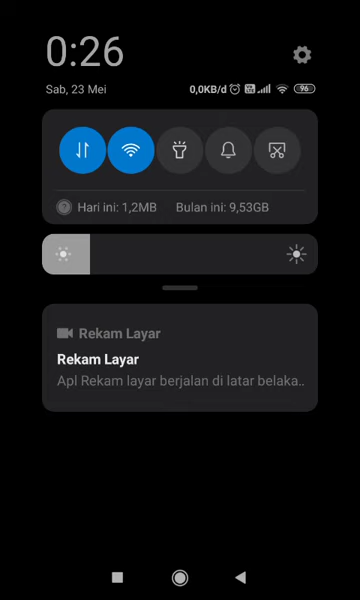 0:26
Sab, 23 Mei 0,0KB/d 96
Hari ini: 1,2MB Bulan ini: 9,53GB
Rekam Layar
Rekam Layar
Apl Rekam layar berjalan di latar belaka..